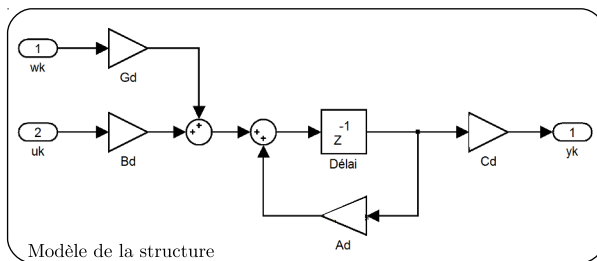 1
wk
Gd
2
uk
Bd
+
+
+
+
-1
Z
Délai
Ad
Cd
1
yk
Modèle de la structure